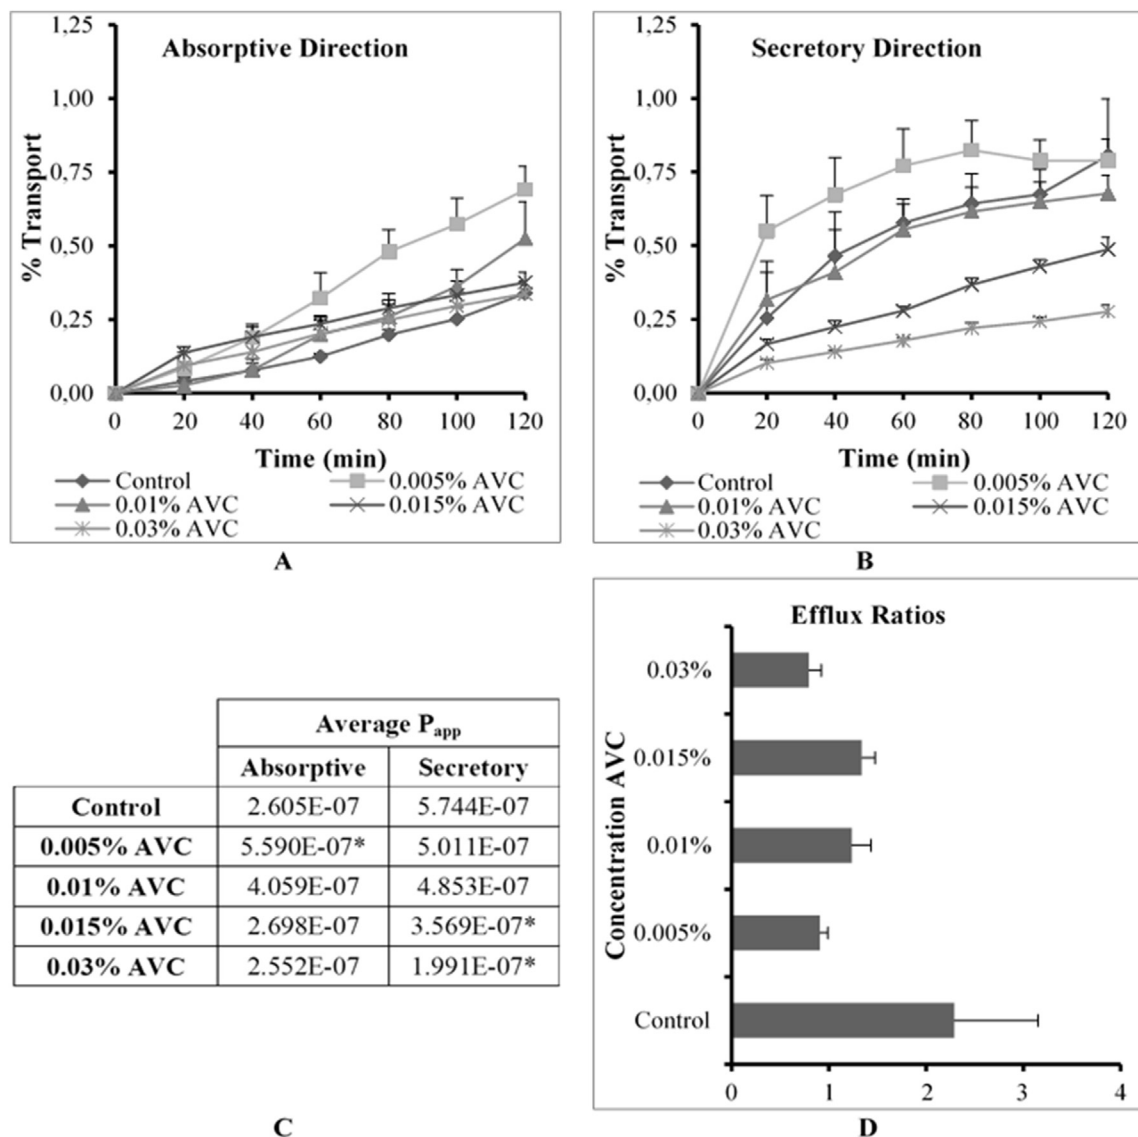 Absorptive Direction
1,25
1,00
0,75
0,50
0,25
0,00
% Transport
0 20 40 60 80 100 120
Time (min)
Control 0.005% AVC
0.01% AVC 0.015% AVC
0.03% AVC
A
Secretory Direction
1,25
1,00
0,75
0,50
0,25
0,00
% Transport
0 20 40 60 80 100 120
Time (min)
Control 0.005% AVC
0.01% AVC 0.015% AVC
0.03% AVC
B
Average Papp
Absorptive Secretory
Control 2.605E-07 5.744E-07
0.005% AVC 5.590E-07* 5.011E-07
0.01% AVC 4.059E-07 4.853E-07
0.015% AVC 2.698E-07 3.569E-07*
0.03% AVC 2.552E-07 1.991E-07*
C
Efflux Ratios
Concentration AVC
0.03%
0.015%
0.01%
0.005%
Control
0 1 2 3 4
D